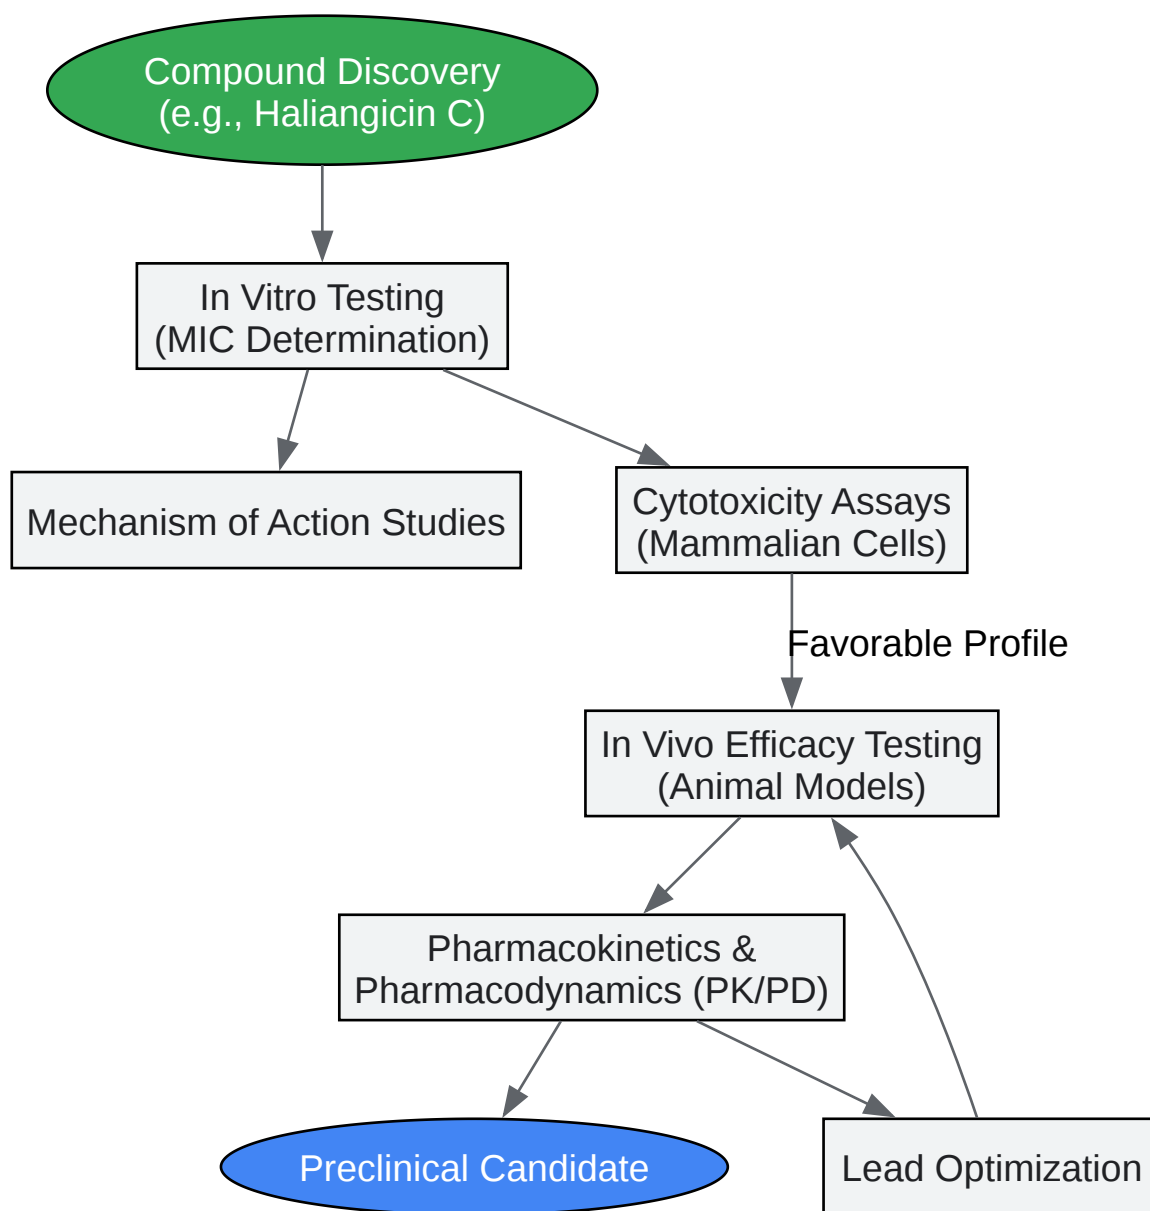 Compound Discovery
(e.g., Haliangicin C)
In Vitro Testing
(MIC Determination)
Mechanism of Action Studies
Cytotoxicity Assays
(Mammalian Cells)
Favorable Profile
In Vivo Efficacy Testing
(Animal Models)
Pharmacokinetics &
Pharmacodynamics (PK/PD)
Preclinical Candidate
Lead Optimization